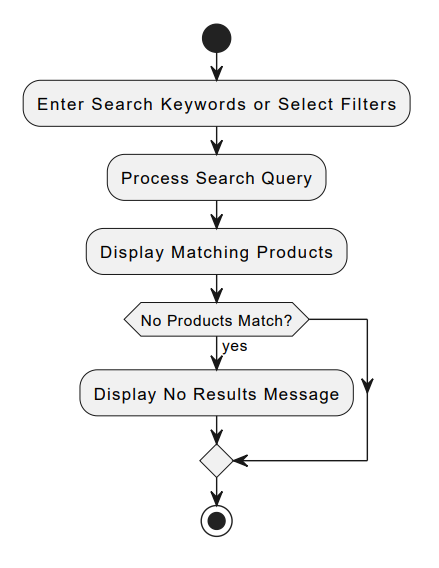 Enter Search Keywords or Select Filters
Process Search Query
Display Matching Products
No Products Match?
yes
Display No Results Message